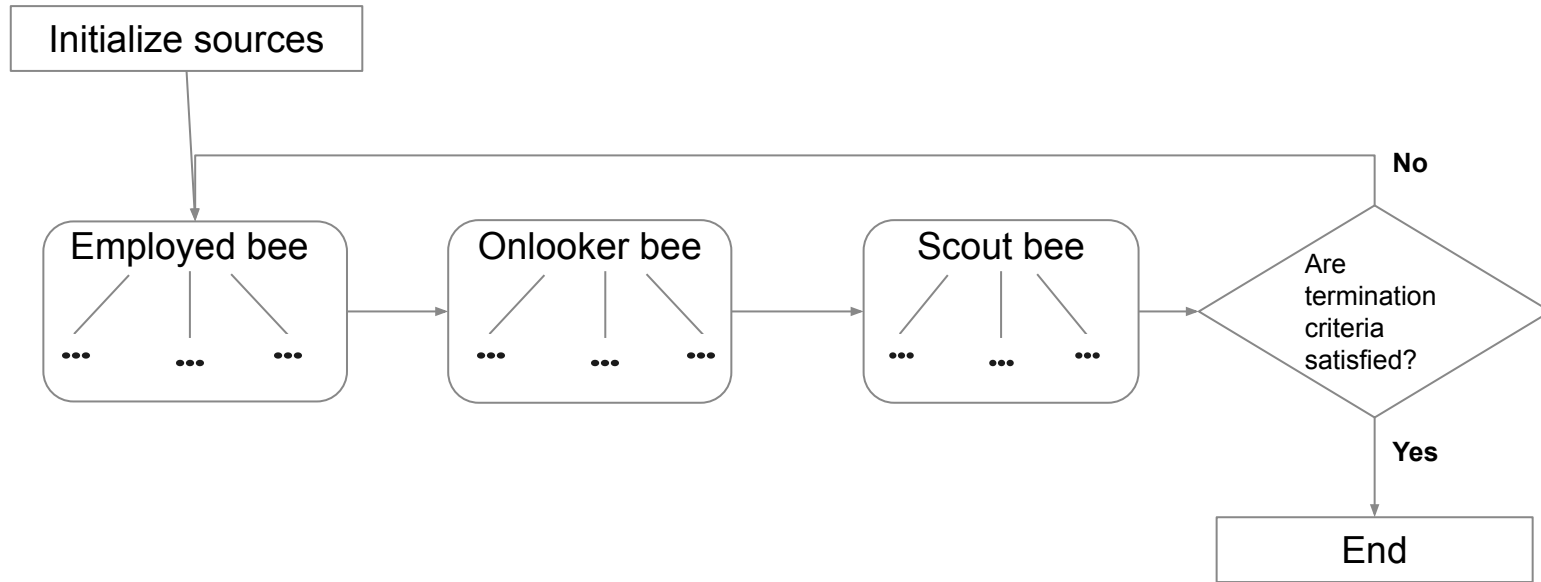 Initialize sources
No
Employed bee
Onlooker bee
Scout bee
...
...
...
...
...
...
...
...
...
Are
termination
criteria
satisfied?
Yes
End